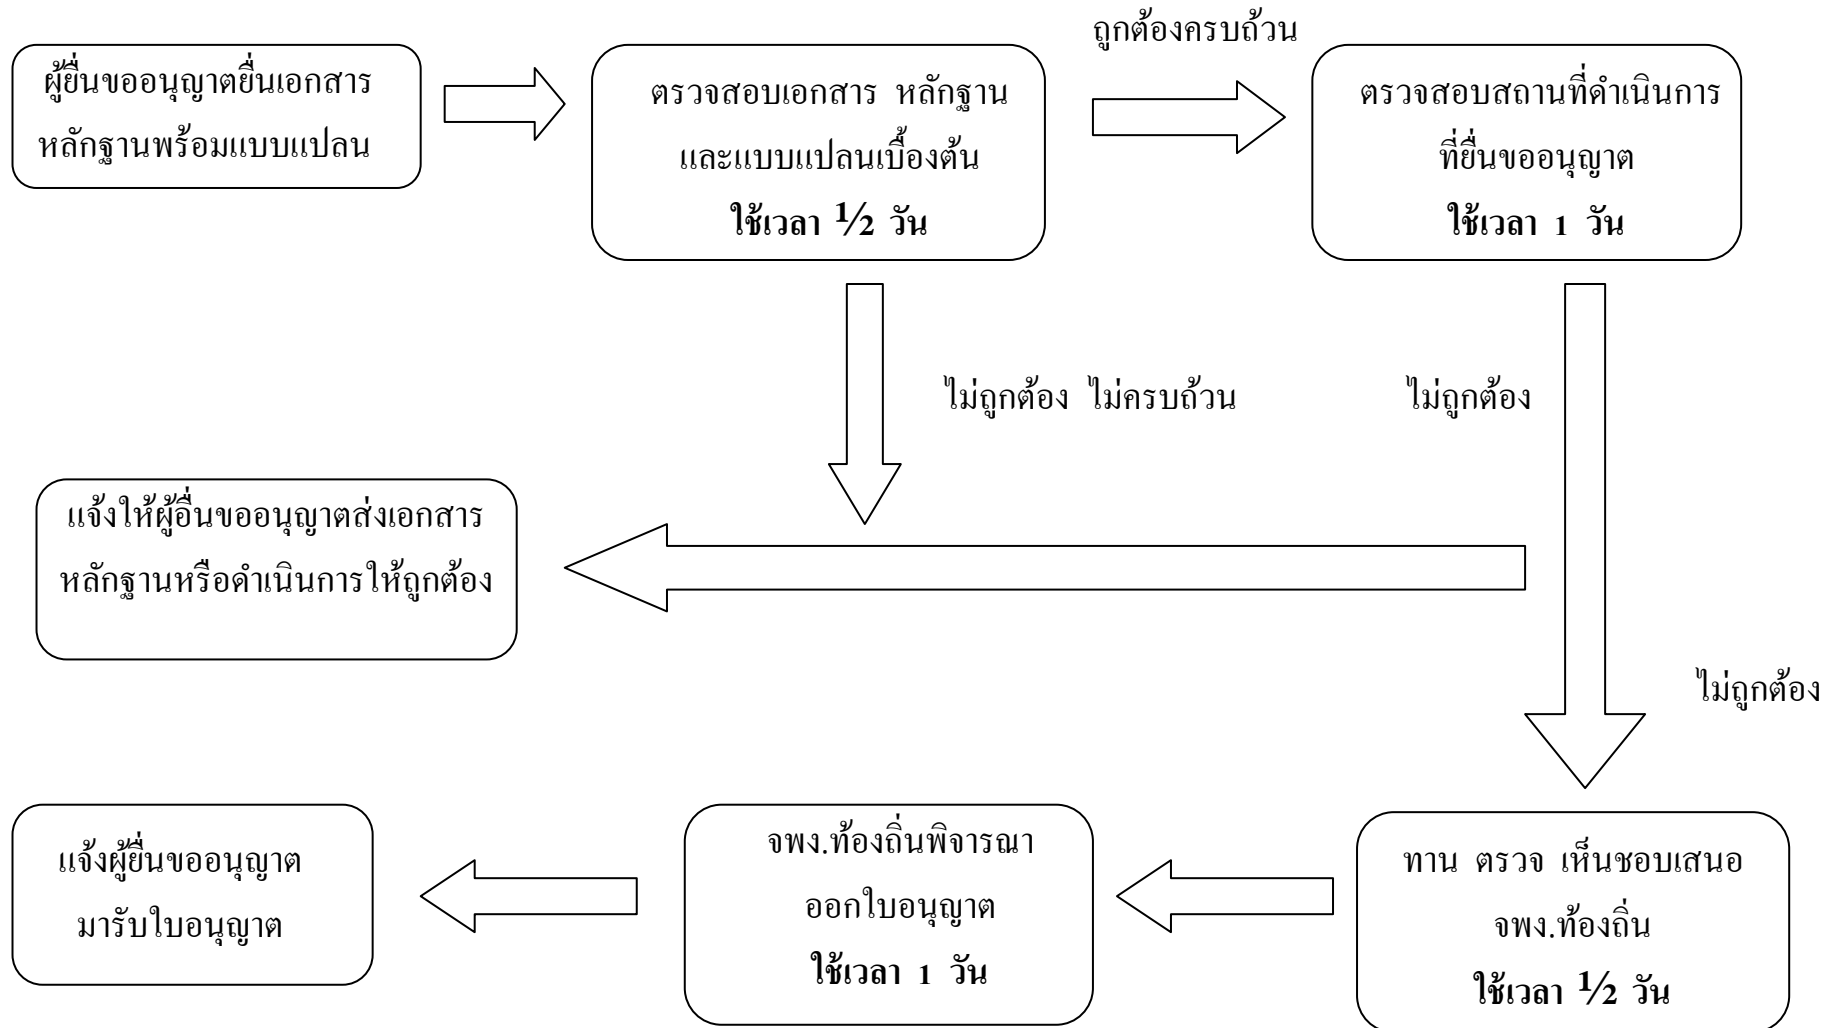 ถูกต้องครบถ้วน
ผู้ยื่นขออนุญาตยื่นเอกสาร
หลักฐานพร้อมแบบแปลน
ตรวจสอบเอกสาร หลักฐาน
และแบบแปลนเบื้องต้น
ใช้เวลา ½ วัน
ตรวจสอบสถานที่ดำเนินการ
ที่ยื่นขออนุญาต
ใช้เวลา 1 วัน
ไม่ถูกต้อง ไม่ครบถ้วน
ไม่ถูกต้อง
แจ้งให้ผู้อื่นขออนุญาตส่งเอกสาร
หลักฐานหรือดำเนินการให้ถูกต้อง
ไม่ถูกต้อง
ทาน ตรวจ เห็นชอบเสนอ
จพง.ท้องถิ่น
ใช้เวลา ½ วัน
จพง.ท้องถิ่นพิจารณา
ออกใบอนุญาต
ใช้เวลา 1 วัน
แจ้งผู้ยื่นขออนุญาต
มารับใบอนุญาต